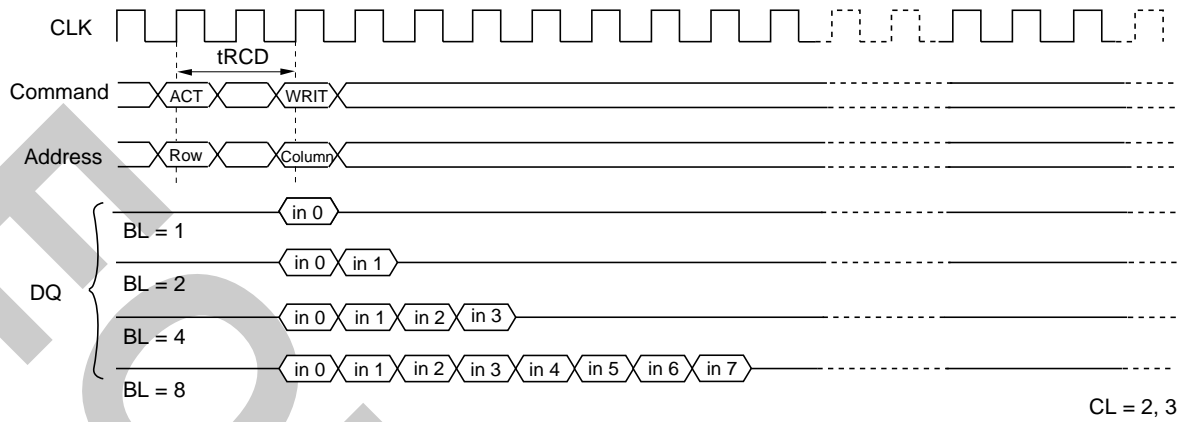 CLK
tRCD
Command ACT WRIT
Address Row Column
in 0
BL = 1
in 0 in 1
BL = 2
DQ
in 0 in 1 in 2 in 3
BL = 4
in 0 in 1 in 2 in 3 in 4 in 5 in 6 in 7
BL = 8
CL = 2, 3